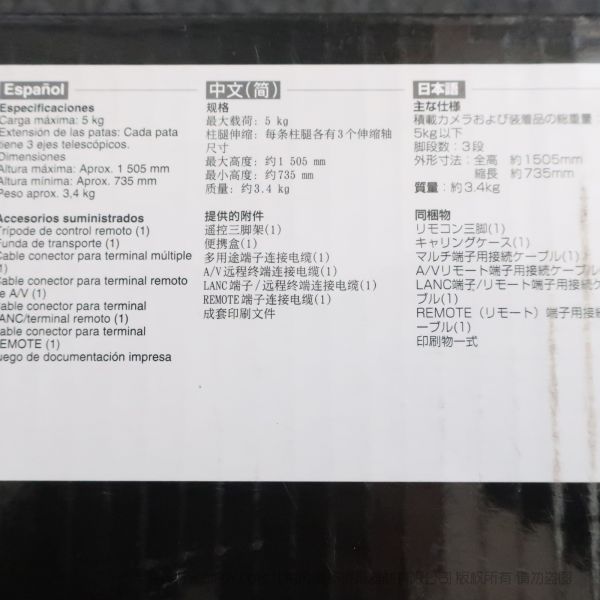 Español
Especificaciones
Carga máxima: 5 kg
Extensión de las patas: Cada pata
tiene 3 ejes telescópicos.
Dimensiones
Altura máxima: Aprox. 1 505 mm
Altura mínima: Aprox. 735 mm
Peso aprox. 3,4 kg
Accesorios suministrados
Trípode de control remoto (1)
Funda de transporte (1)
Cable conector para terminal múltiple
1)
Cable conector para terminal remoto
de A/V (1)
Cable conector para terminal
LANC/terminal remoto (1)
Cable conector para terminal
REMOTE (1)
Juego de documentación impresa
中文(简)
规格
最大载荷: 5 kg
柱腿伸缩: 每条柱腿各有3个伸缩轴
尺寸
最大高度: 约1 505 mm
最小高度: 约735 mm
质量: 约3.4 kg
提供的附件
遥控三脚架(1)
便携盒(1)
多用途端子连接电缆(1)
A/V远程终端连接电缆(1)
LANC端子/远程终端连接电缆(1)
REMOTE端子连接电缆(1)
成套印刷文件
日本語
主な仕様
積載カメラおよび装着品の総重量:
5kg以下
脚段数:3段
外形寸法:全高 約1505mm
縮長 約735mm
質量:約3.4kg
同梱物
リモコン三脚(1)
キャリングケース(1)
マルチ端子用接続ケーブル(1)
A/Vリモート端子用接続ケーブル
LANC端子/リモート端子用接続ケ
ブル(1)
REMOTE(リモート)端子用接続
ーブル(1)
印刷物一式
版权所有 请勿盗图